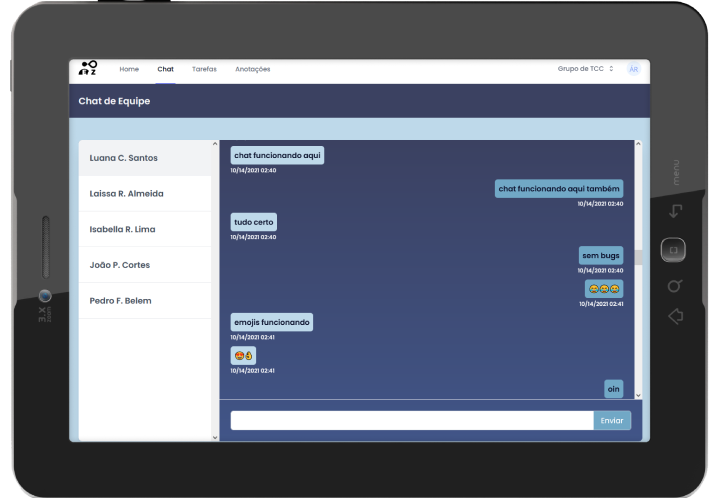 AR z
Home Chat Tarefas Anotações Grupo de TCC AR
Chat de Equipe
Luana C. Santos
Laissa R. Almeida
Isabella R. Lima
João P. Cortes
Pedro F. Belem
chat funcionando aqui
10/14/2021 02:40
chat funcionando aqui também
10/14/2021 02:40
tudo certo
10/14/2021 02:40
sem bugs
10/14/2021 02:40
😄😄😄
10/14/2021 02:41
emojis funcionando
10/14/2021 02:41
🥵👌
10/14/2021 02:41
oin
Enviar
menu
3.X
zoom